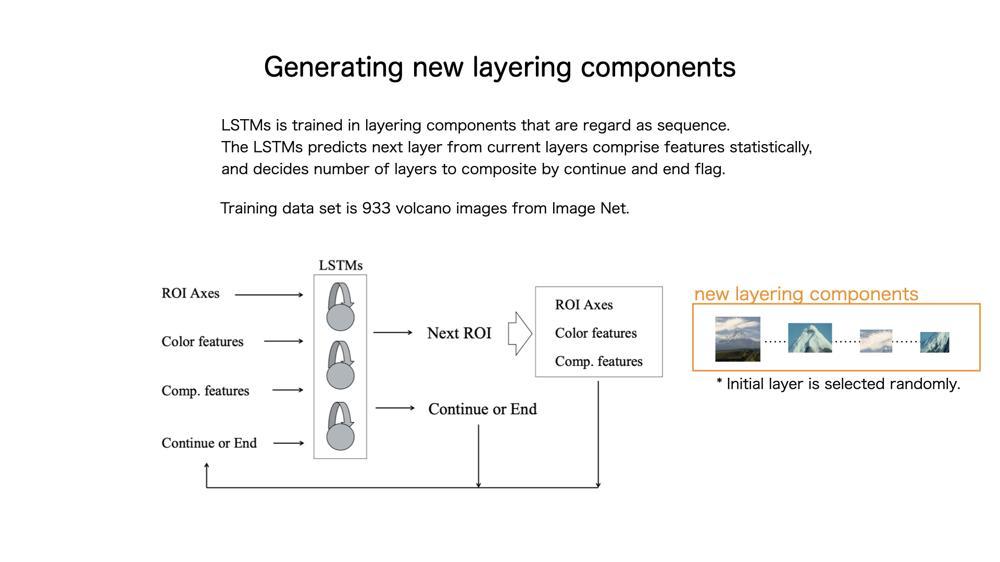 Generating new layering components
LSTMs is trained in layering components that are regard as sequence.
The LSTMs predicts next layer from current layers comprise features statistically,
and decides number of layers to composite by continue and end flag.
Training data set is 933 volcano images from Image Net.
LSTMs
ROI Axes
Color features
Comp. features
Continue or End
Next ROI
Continue or End
ROI Axes
Color features
Comp. features
new layering components
* Initial layer is selected randomly.